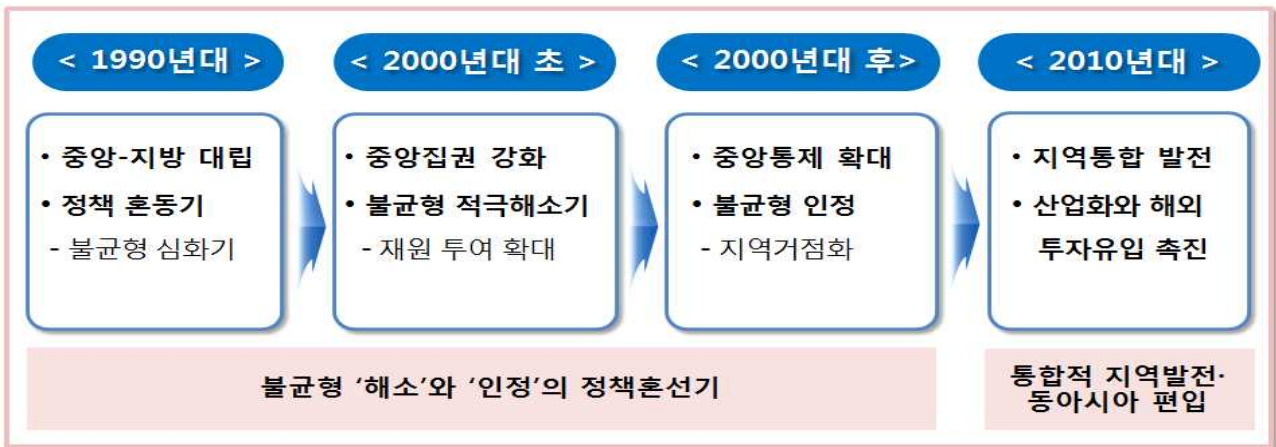 < 1990년대 >
• 중앙-지방 대립
• 정책 혼동기
- 불균형 심화기
< 2000년대 초 >
• 중앙집권 강화
• 불균형 적극해소기
- 재원 투여 확대
< 2000년대 후>
• 중앙통제 확대
• 불균형 인정
- 지역거점화
< 2010년대 >
• 지역통합 발전
• 산업화와 해외
투자유입 촉진
불균형 ‘해소’와 ‘인정’의 정책혼선기
통합적 지역발전·
동아시아 편입